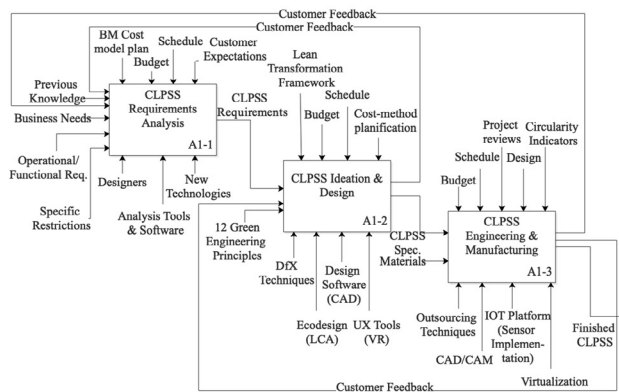 Customer Feedback
Customer Feedback
BM Cost
model plan
Schedule
Budget
Customer
Expectations
Previous
Knowledge
Business Needs
Operational/
Functional Req.
Specific
Restrictions
CLPSS
Requirements
Analysis
A1-1
Designers
Analysis Tools
& Software
New
Technologies
CLPSS
Requirements
Lean
Transformation
Framework
Budget
Schedule
Cost-method
planification
CLPSS Ideation &
Design
A1-2
12 Green
Engineering
Principles
DfX
Techniques
Ecodesign
(LCA)
Design
Software
(CAD)
UX Tools
(VR)
CLPSS
Spec.
Materials
Budget
Schedule
Project
reviews
Design
Circularity
Indicators
CLPSS
Engineering &
Manufacturing
A1-3
Outsourcing
Techniques
CAD/CAM
IOT Platform
(Sensor
Implemen-
tation)
Virtualization
Finished
CLPSS
Customer Feedback